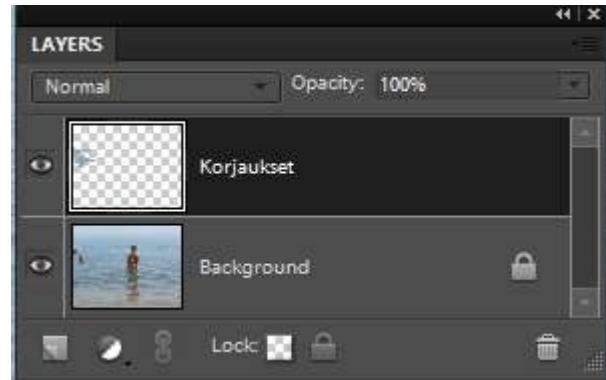 LAYERS
Normal Opacity: 100%
Korjaukset
Background
Lock: